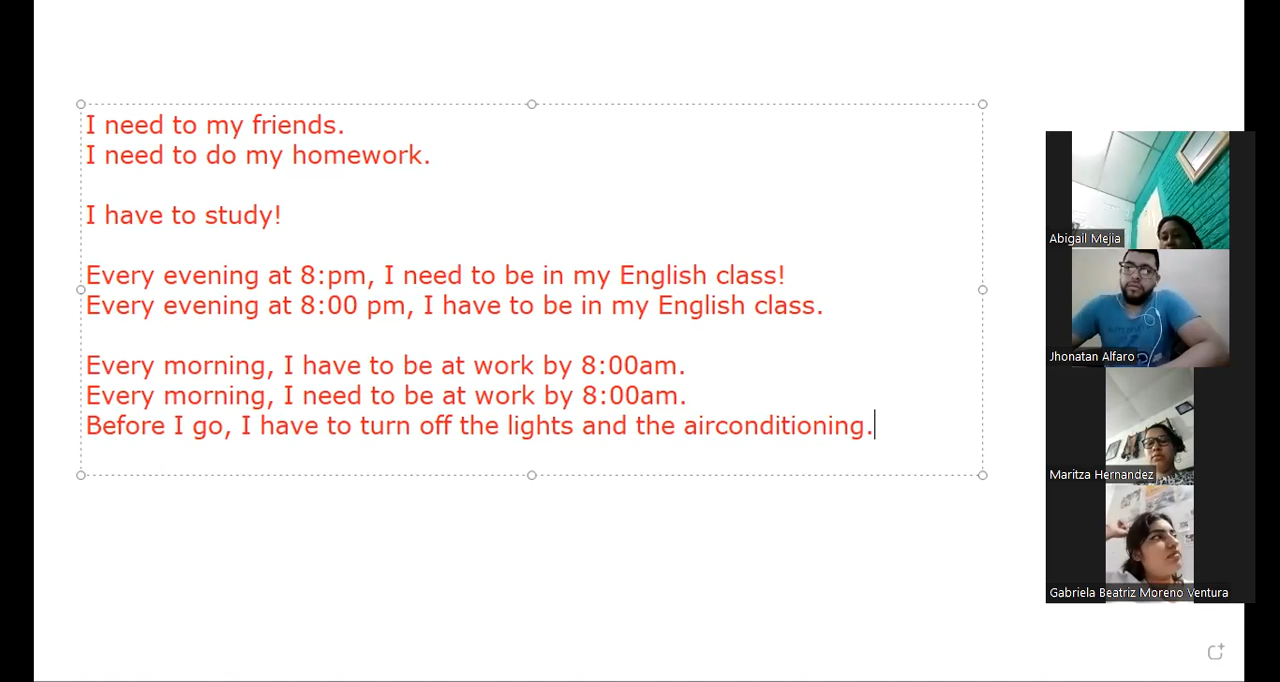 I need to my friends.
I need to do my homework.
I have to study!
Every evening at 8:pm, I need to be in my English class!
Every evening at 8:00 pm, I have to be in my English class.
Every morning, I have to be at work by 8:00am.
Every morning, I need to be at work by 8:00am.
Before I go, I have to turn off the lights and the airconditioning.
Abigail Mejia
Jhonatan Alfaro
Maritza Hernandez
Gabriela Beatriz Moreno Ventura